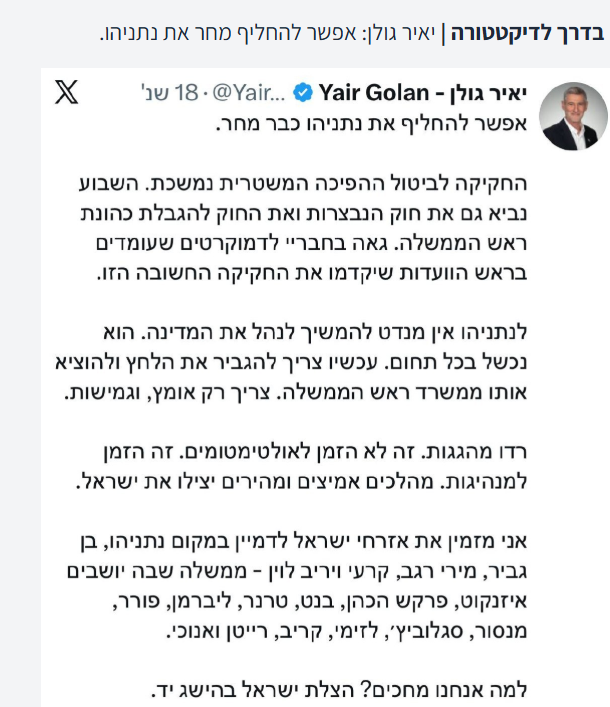 בדרך לדיקטטורה | יאיר גולן: אפשר להחליף מחר את נתניהו.
יאיר גולן - Yair Golan @Yair... · 18 שנ'
אפשר להחליף את נתניהו כבר מחר.
החקיקה לביטול ההפיכה המשטרית נמשכת. השבוע
נביא גם את חוק הנבצרות ואת החוק להגבלת כהונת
ראש הממשלה. גאה בחבריי לדמוקרטים שעומדים
בראש הוועדות שיקדמו את החקיקה החשובה הזו.
לנתניהו אין מנדט להמשיך לנהל את המדינה. הוא
נכשל בכל תחום. עכשיו צריך להגביר את הלחץ ולהוציא
אותו ממשרד ראש הממשלה. צריך רק אומץ, וגמישות.
רדו מהגגות. זה לא הזמן לאולטימטומים. זה הזמן
למנהיגות. מהלכים אמיצים ומהירים יצילו את ישראל.
אני מזמין את אזרחי ישראל לדמיין במקום נתניהו, בן
גביר, מירי רגב, קרעי ויריב לוין - ממשלה שבה יושבים
איזנקוט, פרקש הכהן, בנט, טרנר, ליברמן, פורר,
מנסור, סגלוביץ', לזימי, קריב, רייטן ואנוכי.
למה אנחנו מחכים? הצלת ישראל בהישג יד.